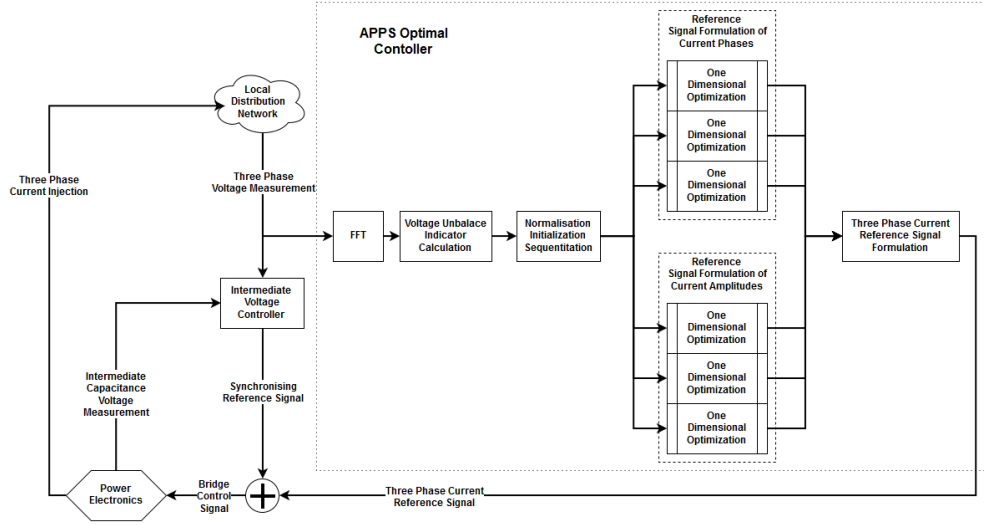 APPS Optimal
Contoller
Reference
Signal Formulation of
Current Phases
One
Dimensional
Optimization
One
Dimensional
Optimization
One
Dimensional
Optimization
Local
Distribution
Network
Three Phase
Current Injection
Three Phase
Voltage Measurement
FFT
Voltage Unbalace
Indicator
Calculation
Normalisation
Initialization
Sequentitation
Three Phase Current
Reference Signal
Formulation
Reference
Signal Formulation of
Current Amplitudes
One
Dimensional
Optimization
One
Dimensional
Optimization
One
Dimensional
Optimization
Intermediate
Voltage
Controller
Intermediate
Capacitance
Voltage
Measurement
Synchronising
Reference Signal
Power
Electronics
Bridge
Control
Signal
Three Phase Current
Reference Signal